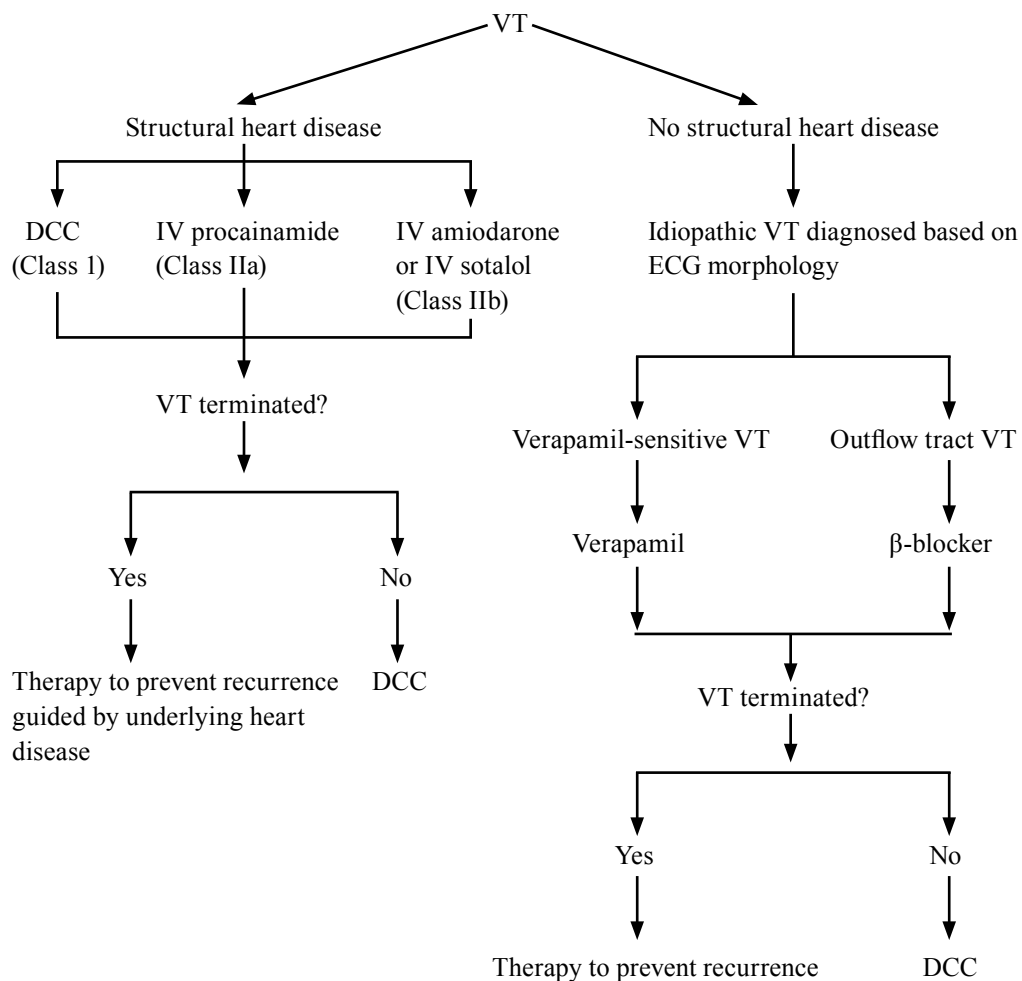 VT
Structural heart disease
No structural heart disease
DCC
(Class 1)
IV procainamide
(Class IIa)
IV amiodarone
or IV sotalol
(Class IIb)
Idiopathic VT diagnosed based on
ECG morphology
VT terminated?
Verapamil-sensitive VT
Outflow tract VT
Verapamil
β-blocker
Yes
No
Therapy to prevent recurrence
guided by underlying heart
disease
DCC
VT terminated?
Yes
No
Therapy to prevent recurrence
DCC